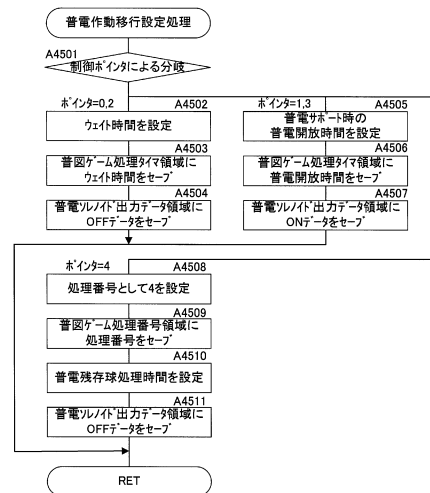 普電作動移行設定処理
A4501
制御ポインタによる分岐
ポインタ=0,2
A4502
ウェイト時間を設定
A4503
普図ゲーム処理タイマ領域に
ウェイト時間をセーブ
A4504
普電ソレノイド出力データ領域に
OFFデータをセーブ
ポインタ=1,3
A4505
普電サポート時の
普電開放時間を設定
A4506
普図ゲーム処理タイマ領域に
普電開放時間をセーブ
A4507
普電ソレノイド出力データ領域に
ONデータをセーブ
ポインタ=4
A4508
処理番号として4を設定
A4509
普図ゲーム処理番号領域に
処理番号をセーブ
A4510
普電残存球処理時間を設定
A4511
普電ソレノイド出力データ領域に
OFFデータをセーブ
RET